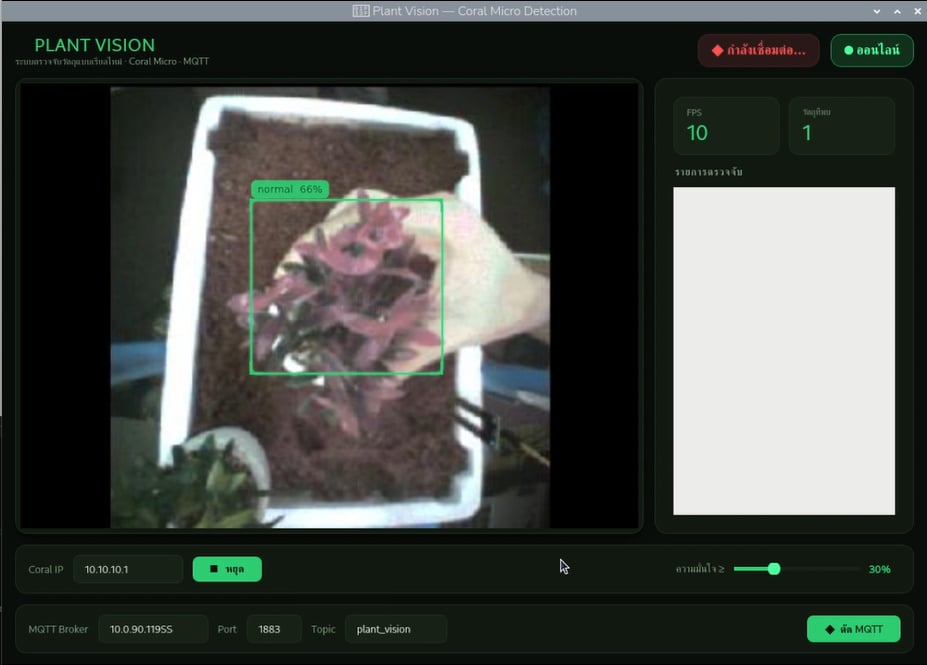 Plant Vision — Coral Micro Detection
PLANT VISION
ระบบตรวจจับวัตถุแบบเรียลไทม์ · Coral Micro · MQTT
◆ กำลังเชื่อมต่อ...
● ออนไลน์
normal 66%
FPS
10
วัตถุที่พบ
1
รายการตรวจจับ
Coral IP
10.10.10.1
■ หยุด
ความมั่นใจ ≥
30%
MQTT Broker
10.0.90.119SS
Port
1883
Topic
plant_vision
◆ ตัด MQTT